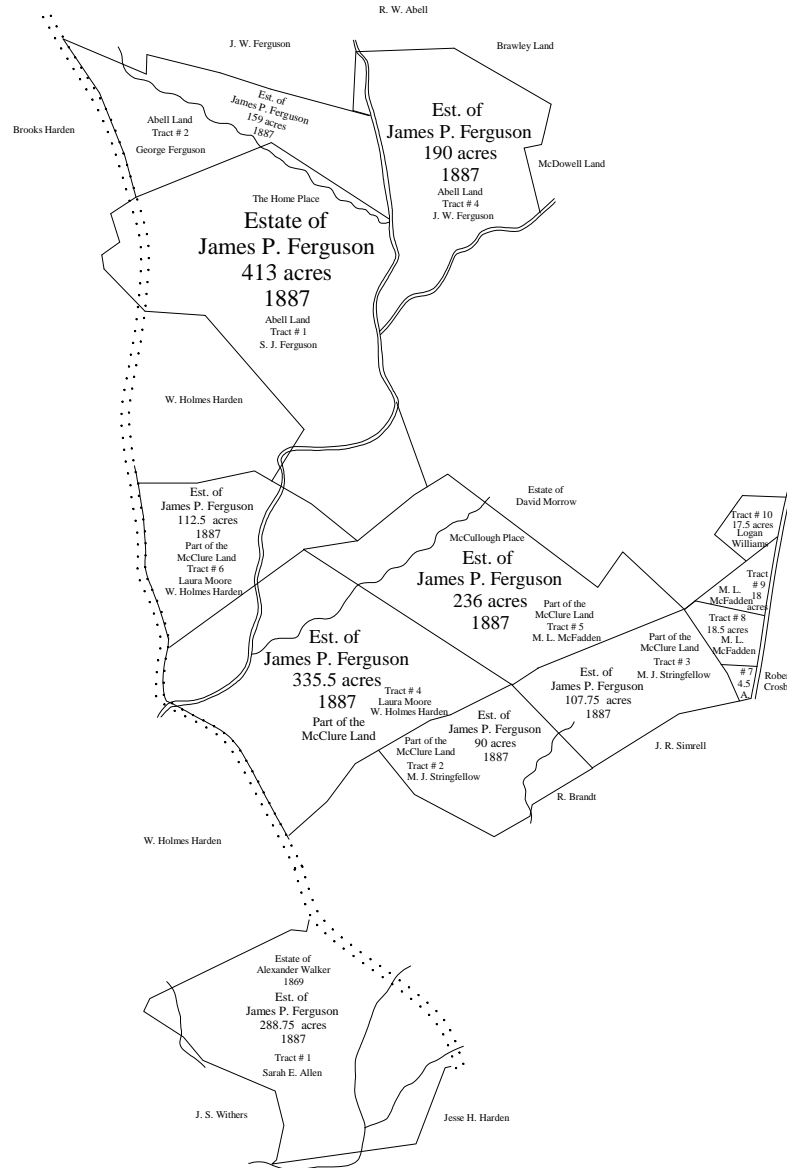 R. W. Abell
J. W. Ferguson
Brawley Land
Brooks Harden
Abell Land
Tract # 2
George Ferguson
Est. of
James P. Ferguson
159 acres
1887
Est. of
James P. Ferguson
190 acres
1887
Abell Land
Tract # 4
J. W. Ferguson
McDowell Land
The Home Place
Estate of
James P. Ferguson
413 acres
1887
Abell Land
Tract # 1
S. J. Ferguson
W. Holmes Harden
Est. of
James P. Ferguson
112.5 acres
1887
Part of the
McClure Land
Tract # 6
Laura Moore
W. Holmes Harden
Estate of
David Morrow
McCullough Place
Est. of
James P. Ferguson
236 acres
1887
Part of the
McClure Land
Tract # 5
M. L. McFadden
Tract # 10
17.5 acres
Logan
Williams
Tract
# 9
18
acres
M. L.
McFadden
Tract # 8
18.5 acres
M. L.
McFadden
# 7
4.5
A.
Rober
Crosb
Est. of
James P. Ferguson
335.5 acres
1887
Part of the
McClure Land
Tract # 4
Laura Moore
W. Holmes Harden
Part of the
McClure Land
Tract # 3
M. J. Stringfellow
Est. of
James P. Ferguson
107.75 acres
1887
Part of the
McClure Land
Tract # 2
M. J. Stringfellow
Est. of
James P. Ferguson
90 acres
1887
J. R. Simrell
R. Brandt
W. Holmes Harden
Estate of
Alexander Walker
1869
Est. of
James P. Ferguson
288.75 acres
1887
Tract # 1
Sarah E. Allen
J. S. Withers
Jesse H. Harden